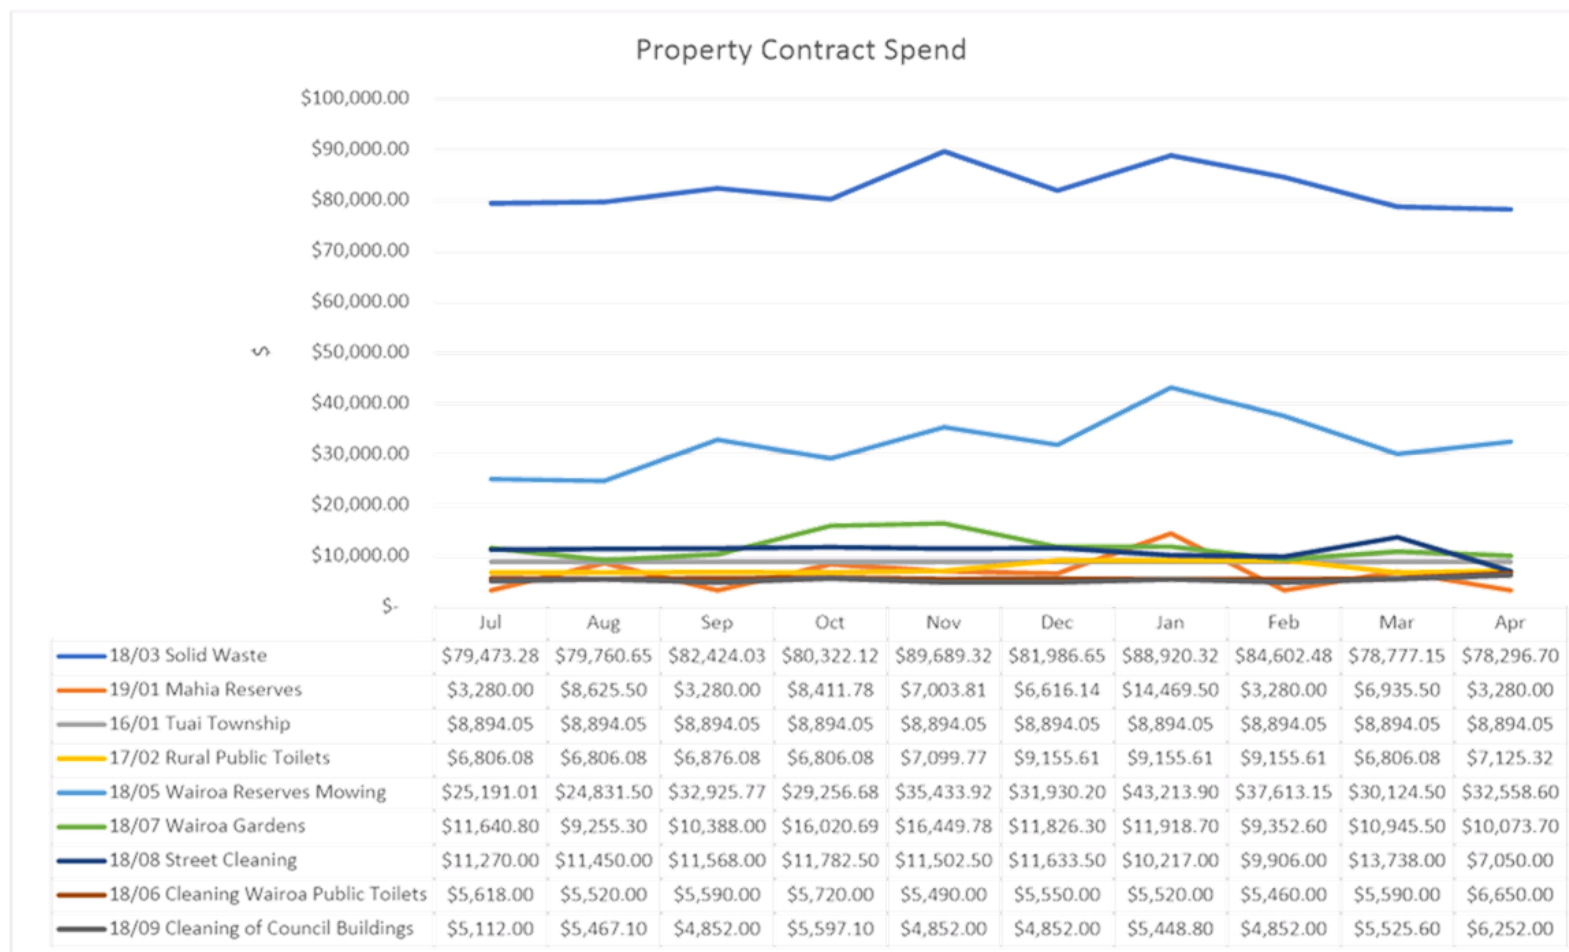 Property Contract Spend
$100,000.00
$90,000.00
$80,000.00
$70,000.00
$60,000.00
$50,000.00
$40,000.00
$30,000.00
$20,000.00
$10,000.00
$-
$
Jul Aug Sep Oct Nov Dec Jan Feb Mar Apr
18/03 Solid Waste $79,473.28 $79,760.65 $82,424.03 $80,322.12 $89,689.32 $81,986.65 $88,920.32 $84,602.48 $78,777.15 $78,296.70
19/01 Mahia Reserves $3,280.00 $8,625.50 $3,280.00 $8,411.78 $7,003.81 $6,616.14 $14,469.50 $3,280.00 $6,935.50 $3,280.00
16/01 Tuai Township $8,894.05 $8,894.05 $8,894.05 $8,894.05 $8,894.05 $8,894.05 $8,894.05 $8,894.05 $8,894.05 $8,894.05
17/02 Rural Public Toilets $6,806.08 $6,806.08 $6,876.08 $6,806.08 $7,099.77 $9,155.61 $9,155.61 $9,155.61 $6,806.08 $7,125.32
18/05 Wairoa Reserves Mowing $25,191.01 $24,831.50 $32,925.77 $29,256.68 $35,433.92 $31,930.20 $43,213.90 $37,613.15 $30,124.50 $32,558.60
18/07 Wairoa Gardens $11,640.80 $9,255.30 $10,388.00 $16,020.69 $16,449.78 $11,826.30 $11,918.70 $9,352.60 $10,945.50 $10,073.70
18/08 Street Cleaning $11,270.00 $11,450.00 $11,568.00 $11,782.50 $11,502.50 $11,633.50 $10,217.00 $9,906.00 $13,738.00 $7,050.00
18/06 Cleaning Wairoa Public Toilets $5,618.00 $5,520.00 $5,590.00 $5,720.00 $5,490.00 $5,550.00 $5,520.00 $5,460.00 $5,590.00 $6,650.00
18/09 Cleaning of Council Buildings $5,112.00 $5,467.10 $4,852.00 $5,597.10 $4,852.00 $4,852.00 $5,448.80 $4,852.00 $5,525.60 $6,252.00